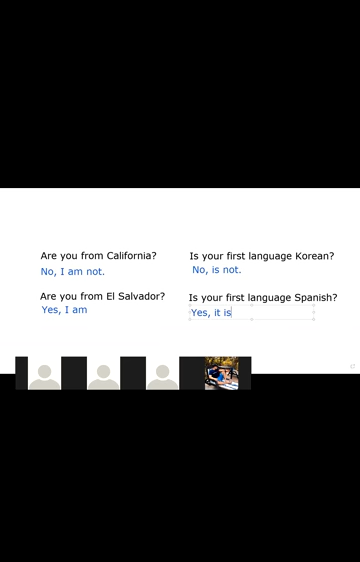 Are you from California?
No, I am not.
Are you from El Salvador?
Yes, I am
Is your first language Korean?
No, is not.
Is your first language Spanish?
Yes, it is